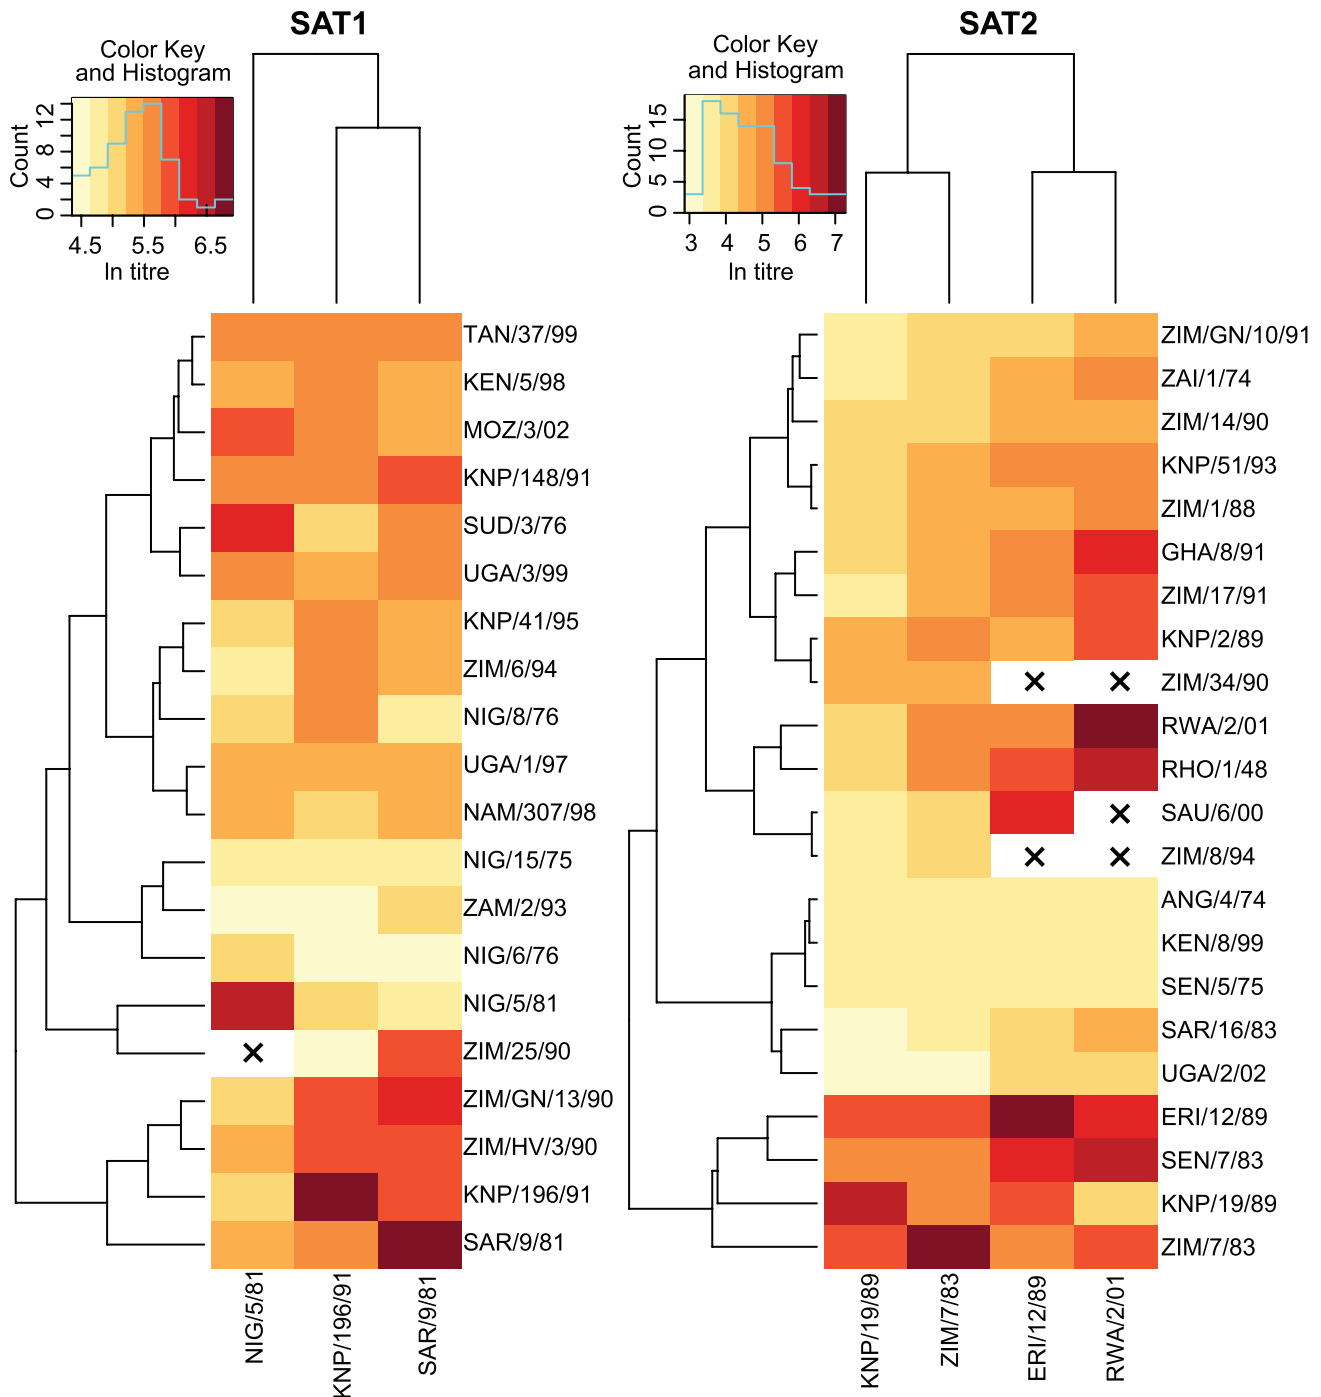 SAT1
Color Key
and Histogram
Count
12
8
4
0
4.5 5.5 6.5
ln titre
TAN/37/99
KEN/5/98
MOZ/3/02
KNP/148/91
SUD/3/76
UGA/3/99
KNP/41/95
ZIM/6/94
NIG/8/76
UGA/1/97
NAM/307/98
NIG/15/75
ZAM/2/93
NIG/6/76
NIG/5/81
ZIM/25/90
ZIM/GN/13/90
ZIM/HV/3/90
KNP/196/91
SAR/9/81
NIG/5/81
KNP/196/91
SAR/9/81
SAT2
Color Key
and Histogram
Count
15
10
5
0
3 4 5 6 7
ln titre
ZIM/GN/10/91
ZAI/1/74
ZIM/14/90
KNP/51/93
ZIM/1/88
GHA/8/91
ZIM/17/91
KNP/2/89
ZIM/34/90
RWA/2/01
RHO/1/48
SAU/6/00
ZIM/8/94
ANG/4/74
KEN/8/99
SEN/5/75
SAR/16/83
UGA/2/02
ERI/12/89
SEN/7/83
KNP/19/89
ZIM/7/83
KNP/19/89
ZIM/7/83
ERI/12/89
RWA/2/01